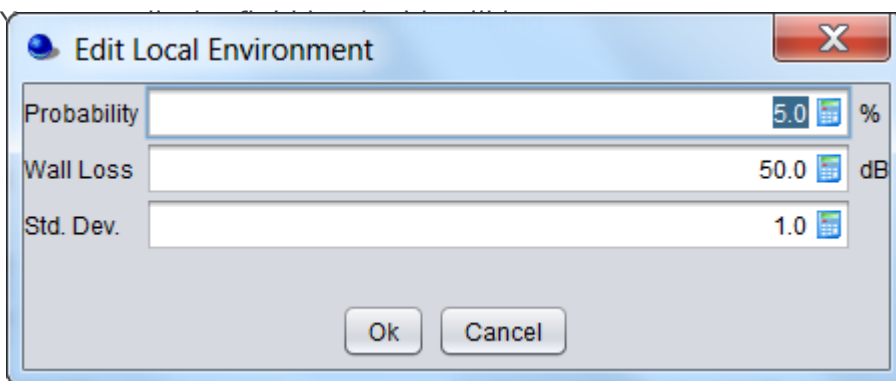 Edit Local Environment
Probability 5.0 %
Wall Loss 50.0 dB
Std. Dev. 1.0
Ok Cancel